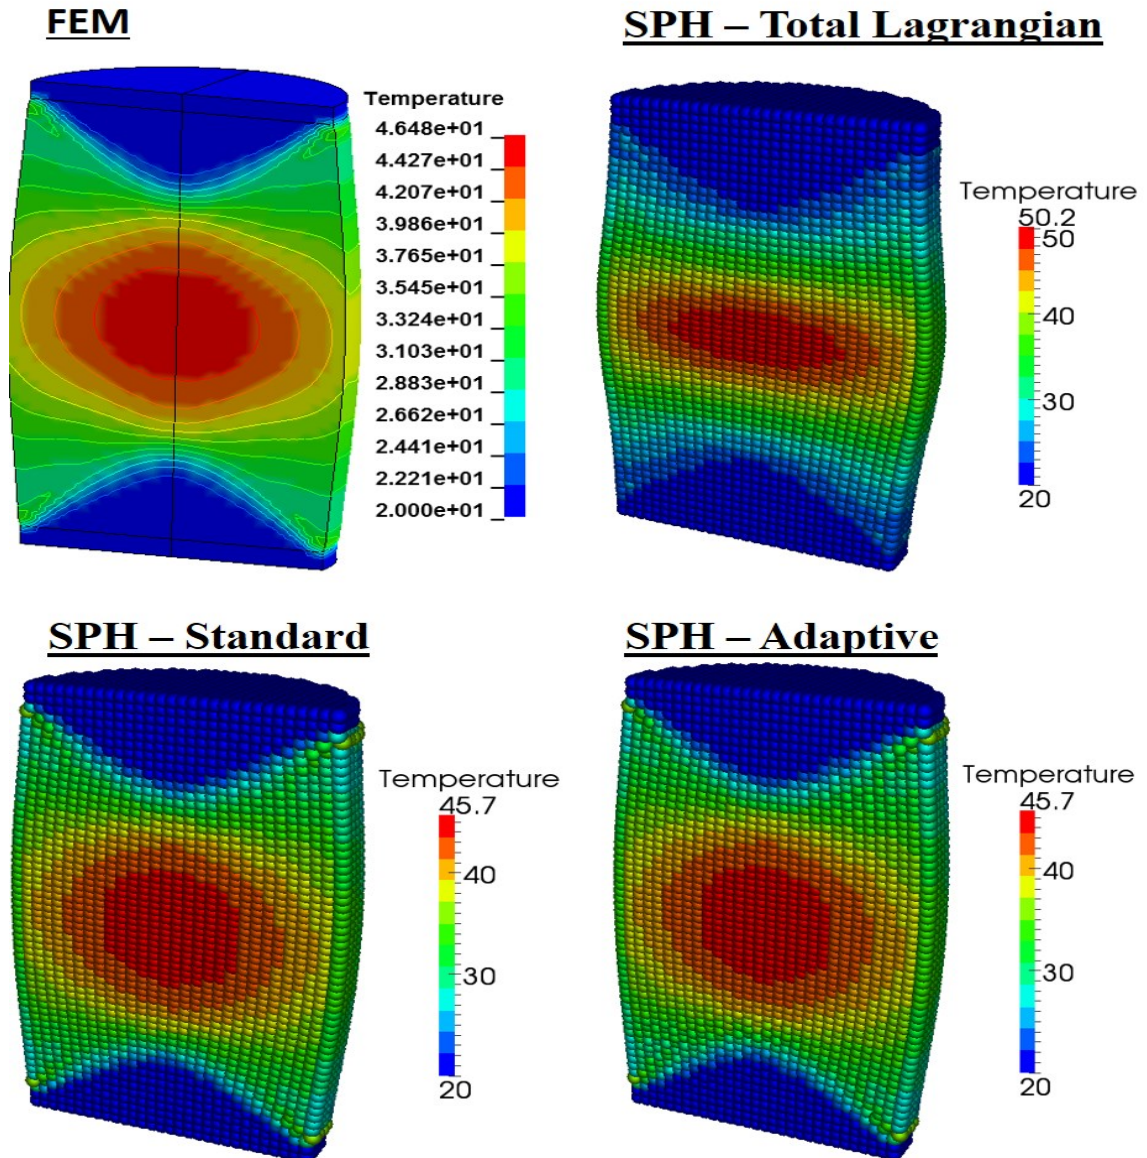 FEM
Temperature
4.648e+01
4.427e+01
4.207e+01
3.986e+01
3.765e+01
3.545e+01
3.324e+01
3.103e+01
2.883e+01
2.662e+01
2.441e+01
2.221e+01
2.000e+01
SPH – Total Lagrangian
Temperature
50.2
50
40
30
20
SPH – Standard
Temperature
45.7
40
30
20
SPH – Adaptive
Temperature
45.7
40
30
20